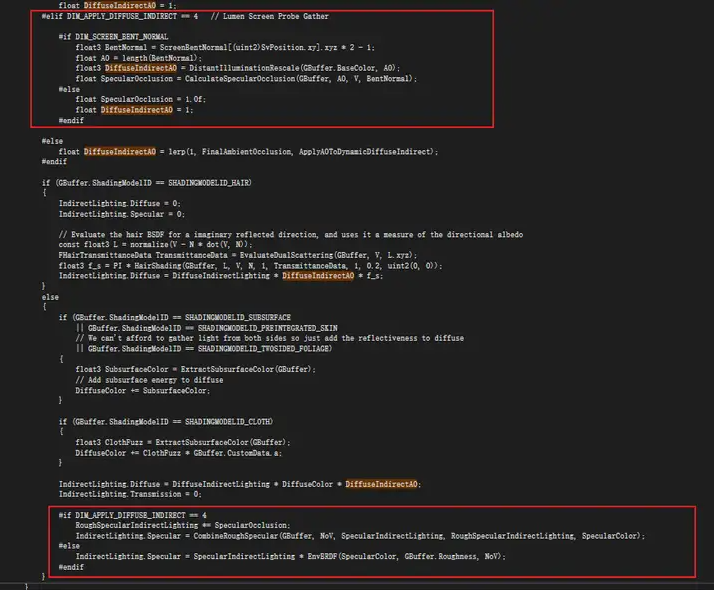 float DiffuseIndirectAO = 1;
#elif DIM_APPLY_DIFFUSE_INDIRECT == 4 // Lumen Screen Probe Gather
#if DIM_SCREEN_BENT_NORMAL
float3 BentNormal = ScreenBentNormal[(uint2)SvPosition.xy].xyz * 2 - 1;
float AO = length(BentNormal);
float3 DiffuseIndirectAO = DistantIlluminationRescale(GBuffer.BaseColor, AO);
float SpecularOcclusion = CalculateSpecularOcclusion(GBuffer, AO, V, BentNormal);
#else
float SpecularOcclusion = 1.0f;
float DiffuseIndirectAO = 1;
#endif
#else
float DiffuseIndirectAO = lerp(1, FinalAmbientOcclusion, ApplyAOToDynamicDiffuseIndirect);
#endif
if (GBuffer.ShadingModelID == SHADINGMODELID_HAIR)
{
IndirectLighting.Diffuse = 0;
IndirectLighting.Specular = 0;
// Evaluate the hair BSDF for a imaginary reflected direction, and uses it a measure of the directional albedo
const float3 L = normalize(V - N * dot(V, N));
FHairTransmittanceData TransmittanceData = EvaluateDualScattering(GBuffer, V, L.xyz);
float3 f_s = PI * HairShading(GBuffer, L, V, N, 1, TransmittanceData, 1, 0.2, uint2(0, 0));
IndirectLighting.Diffuse = DiffuseIndirectLighting * DiffuseIndirectAO * f_s;
}
else
{
if (GBuffer.ShadingModelID == SHADINGMODELID_SUBSURFACE
|| GBuffer.ShadingModelID == SHADINGMODELID_PREINTEGRATED_SKIN
// We can't afford to gather light from both sides so just add the reflectiveness to diffuse
|| GBuffer.ShadingModelID == SHADINGMODELID_TWOSIDED_FOLIAGE)
{
float3 SubsurfaceColor = ExtractSubsurfaceColor(GBuffer);
// Add subsurface energy to diffuse
DiffuseColor += SubsurfaceColor;
}
if (GBuffer.ShadingModelID == SHADINGMODELID_CLOTH)
{
float3 ClothFuzz = ExtractSubsurfaceColor(GBuffer);
DiffuseColor += ClothFuzz * GBuffer.CustomData.a;
}
IndirectLighting.Diffuse = DiffuseIndirectLighting * DiffuseColor * DiffuseIndirectAO;
IndirectLighting.Transmission = 0;
#if DIM_APPLY_DIFFUSE_INDIRECT == 4
RoughSpecularIndirectLighting *= SpecularOcclusion;
IndirectLighting.Specular = CombineRoughSpecular(GBuffer, NoV, SpecularIndirectLighting, RoughSpecularIndirectLighting, SpecularColor);
#else
IndirectLighting.Specular = SpecularIndirectLighting * EnvBRDF(SpecularColor, GBuffer.Roughness, NoV);
#endif
}
}